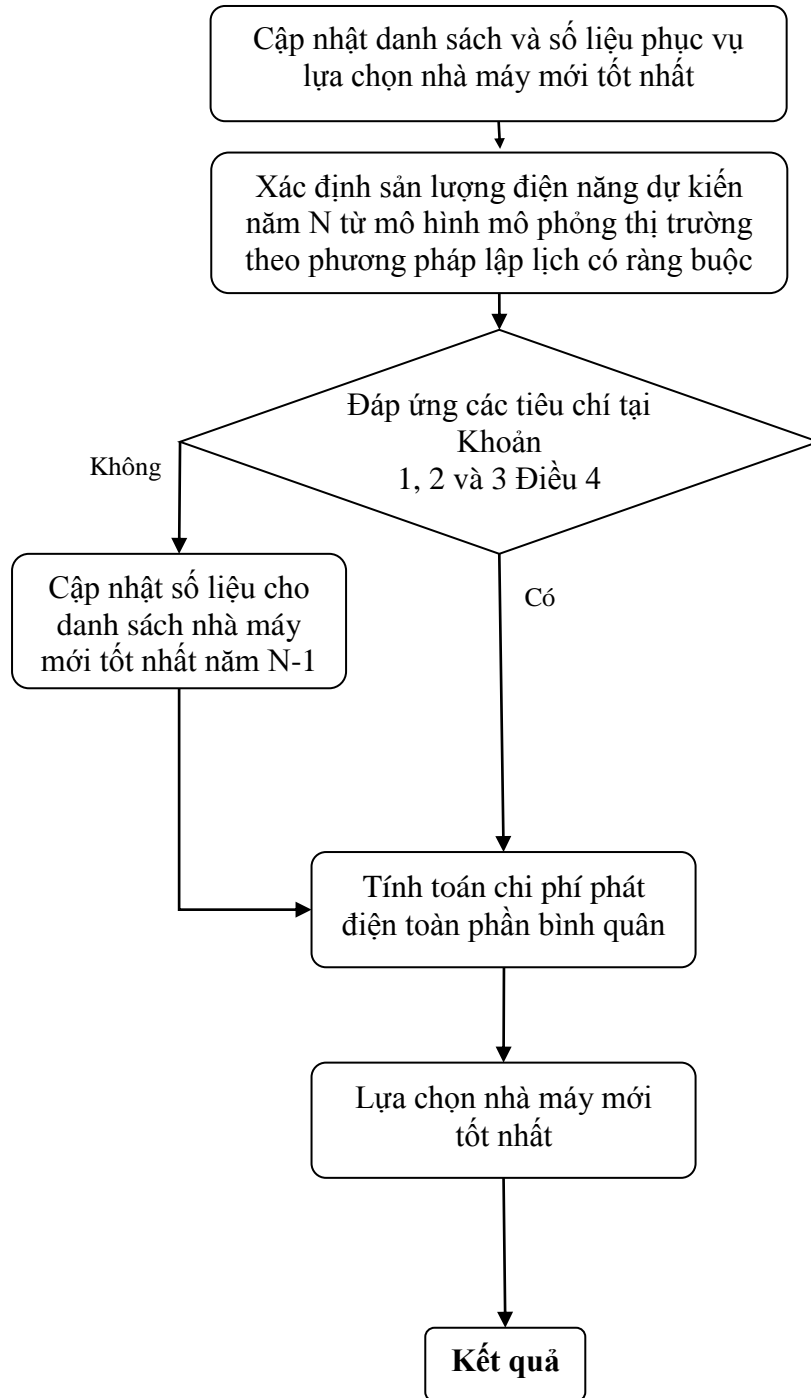 Cập nhật danh sách và số liệu phục vụ
lựa chọn nhà máy mới tốt nhất
Xác định sản lượng điện năng dự kiến
năm N từ mô hình mô phỏng thị trường
theo phương pháp lập lịch có ràng buộc
Đáp ứng các tiêu chí tại
Khoản
1, 2 và 3 Điều 4
Không
Cập nhật số liệu cho
danh sách nhà máy
mới tốt nhất năm N-1
Có
Tính toán chi phí phát
điện toàn phần bình quân
Lựa chọn nhà máy mới
tốt nhất
Kết quả